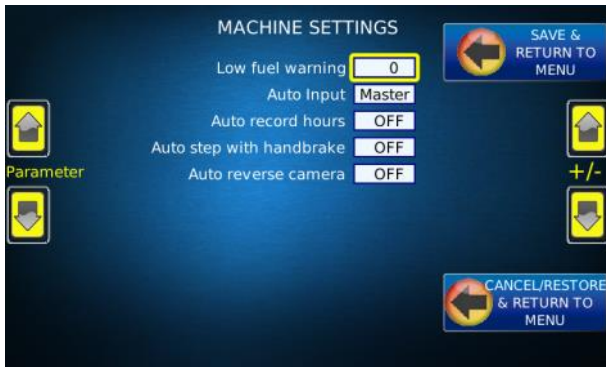 MACHINE SETTINGS
SAVE &
RETURN TO
MENU
Low fuel warning 0
Auto Input Master
Auto record hours OFF
Auto step with handbrake OFF
Auto reverse camera OFF
Parameter
+/-
CANCEL/RESTORE
& RETURN TO
MENU